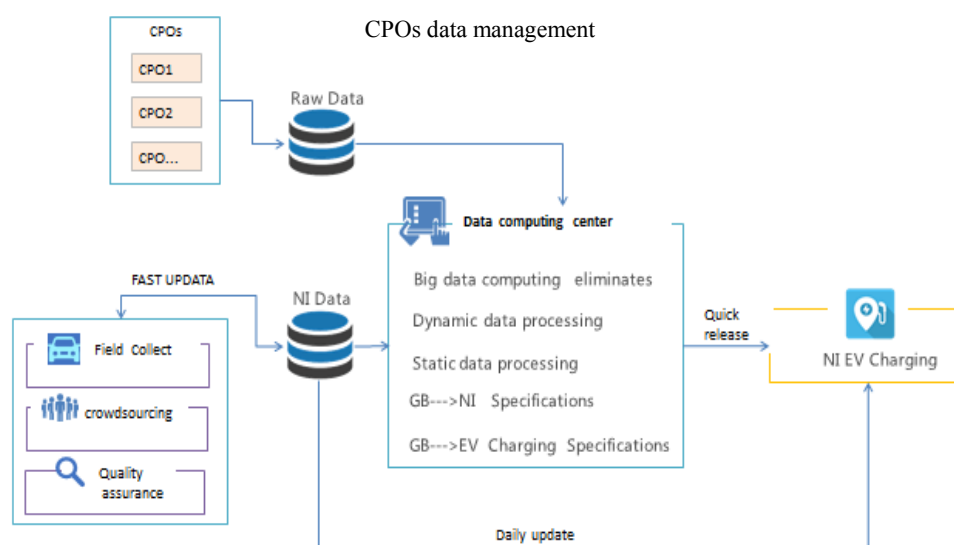 CPOs data management
CPOs
CPO1
CPO2
CPO...
Raw Data
Data computing center
Big data computing eliminates
Dynamic data processing
Static data processing
GB--->NI Specifications
GB--->EV Charging Specifications
FAST UPDATA
NI Data
Field Collect
crowdsourcing
Quality
assurance
Quick
release
NI EV Charging
Daily update